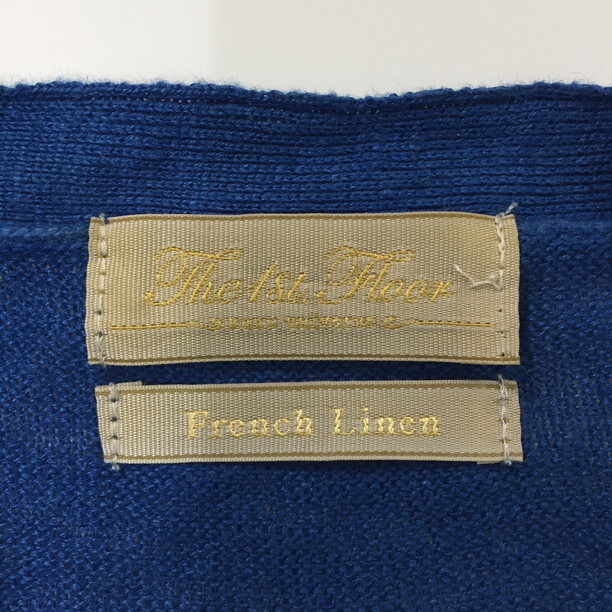 The 1st. Floor
French Linen